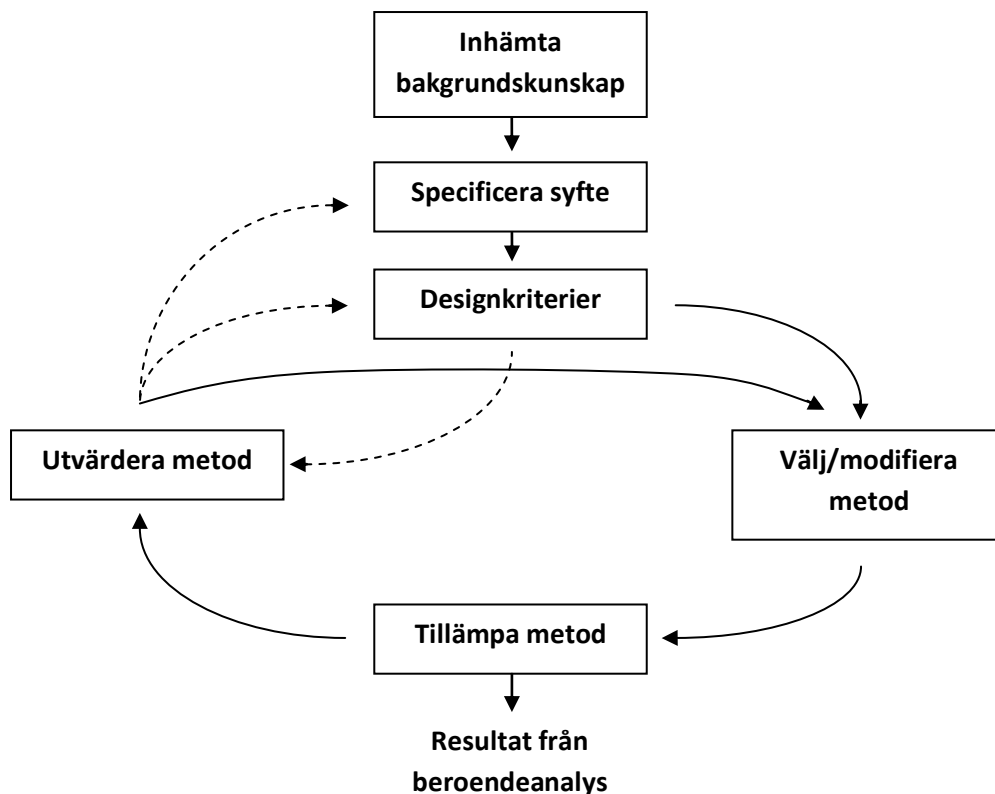 Inhämta
bakgrundskunskap
Specificera syfte
Designkriterier
Utvärdera metod
Välj/modifiera
metod
Tillämpa metod
Resultat från
beroendeanalys